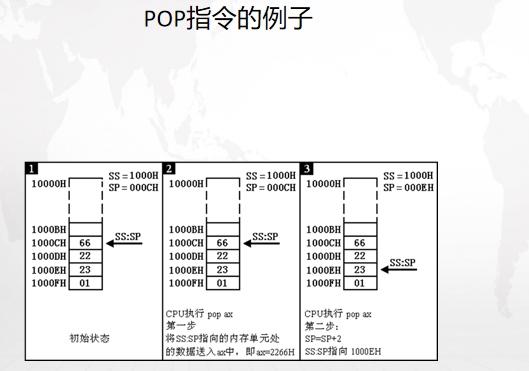 POP指令的例子
1
SS=1000H
SP=000CH
10000H
1000BH
1000CH 66 SS:SP
1000DH 22
1000EH 23
1000FH 01
初始状态
2
SS=1000H
SP=000CH
10000H
1000BH
1000CH 66 SS:SP
1000DH 22
1000EH 23
1000FH 01
CPU执行 pop ax
第一步
将SS:SP指向的内存单元处
的数据送入ax中，即ax=2266H
3
SS=1000H
SP=000EH
10000H
1000BH
1000CH 66
1000DH 22
1000EH 23 SS:SP
1000FH 01
CPU执行 pop ax
第二步：
SP=SP+2
SS:SP指向 1000EH